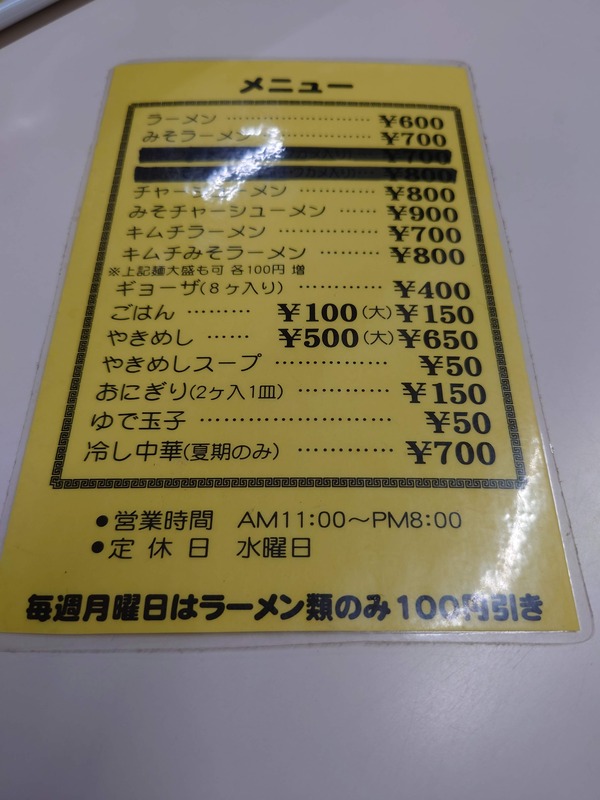 メニュー
ラーメン ………………… ¥600
みそラーメン ………… ¥700
¥700
¥800
チャーシューメン …… ¥800
みそチャーシューメン …… ¥900
キムチラーメン ………… ¥700
キムチみそラーメン …… ¥800
※上記麺大盛も可 各100円 増
ギョーザ(8ヶ入り) ………… ¥400
ごはん ……… ¥100(大)¥150
やきめし …… ¥500(大)¥650
やきめしスープ …………… ¥50
おにぎり(2ヶ入1皿) ………… ¥150
ゆで玉子 …………………… ¥50
冷し中華(夏期のみ) ………… ¥700
●営業時間 AM11:00～PM8:00
●定休日 水曜日
毎週月曜日はラーメン類のみ100円引き